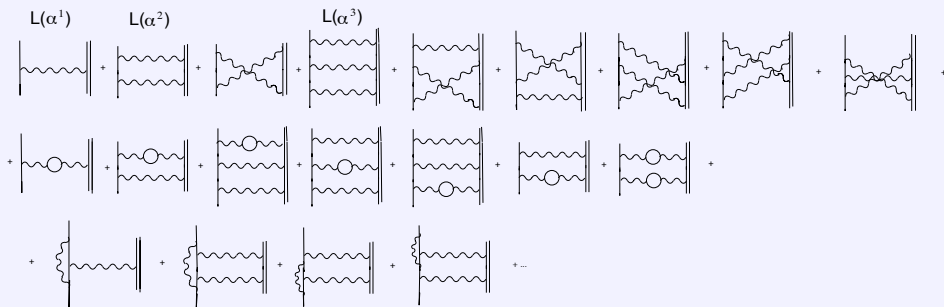 L(α¹) L(α²) L(α³)
+ + + + + + + + +
+ + + + + + + +
+ + + + +...